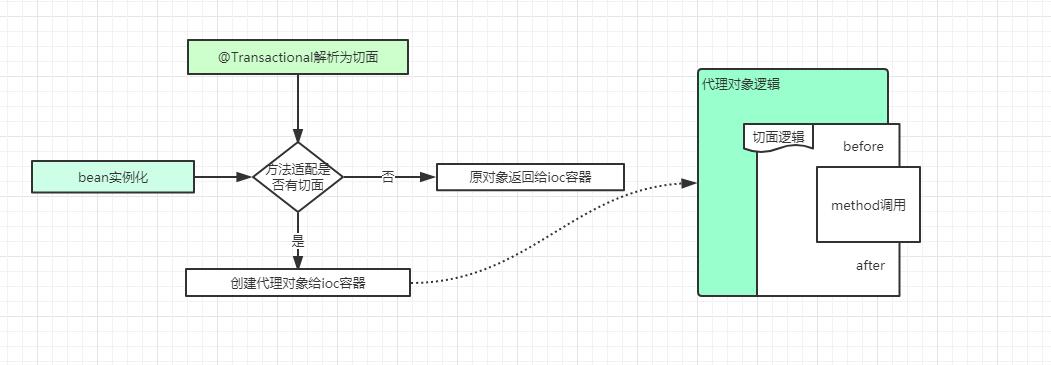 @Transactional解析为切面
bean实例化
方法适配是
否有切面
否
原对象返回给ioc容器
是
创建代理对象给ioc容器
代理对象逻辑
切面逻辑
before
method调用
after